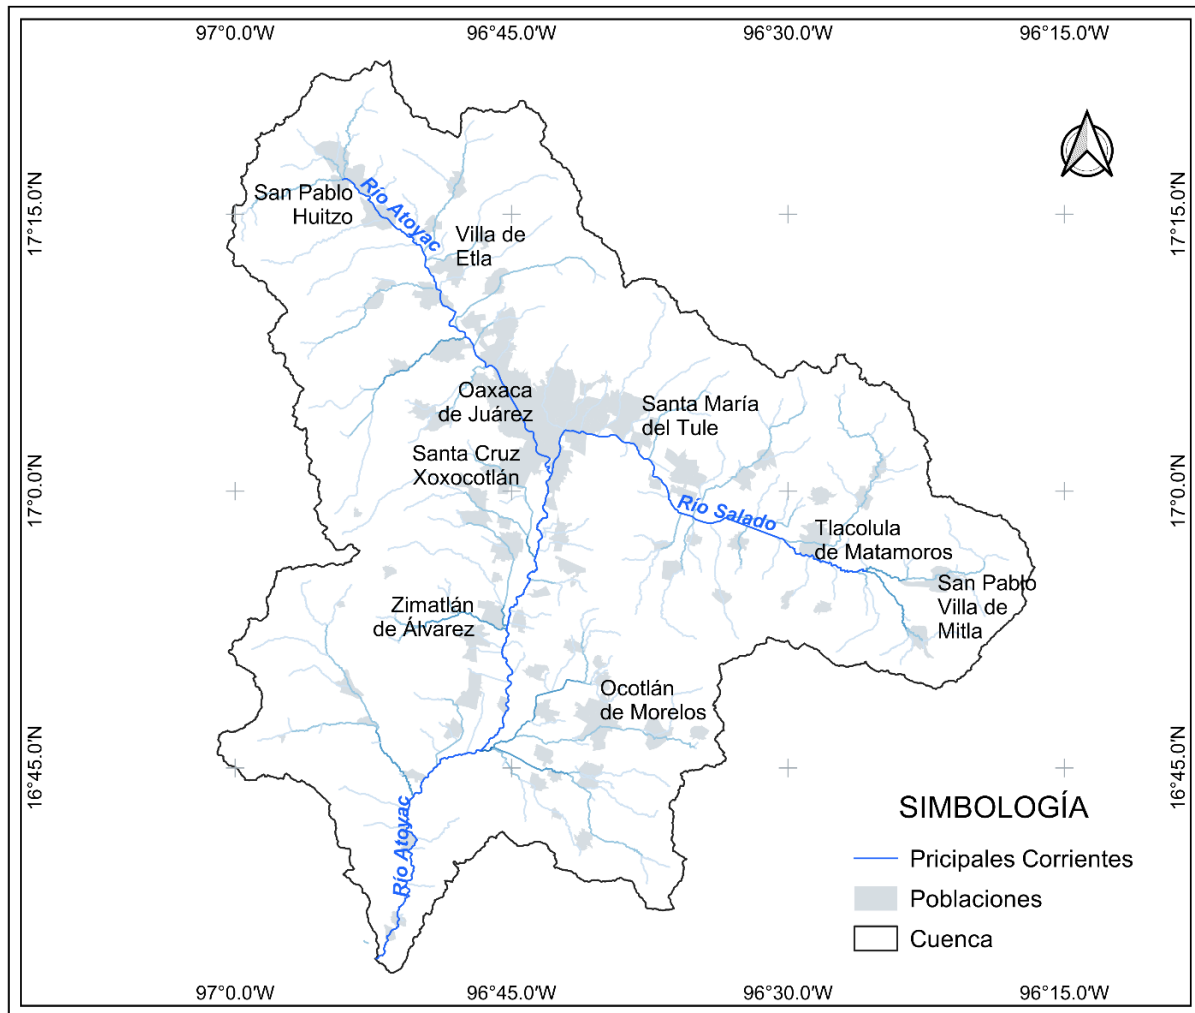 97°0.0'W
96°45.0'W
96°30.0'W
96°15.0'W
17°15.0'N
17°15.0'N
San Pablo
Huitzo
Río Atoyac
Villa de
Etla
Oaxaca
de Juárez
Santa María
del Tule
Santa Cruz
Xoxocotlán
17°0.0'N
17°0.0'N
Río Salado
Tlacolula
de Matamoros
San Pablo
Villa de
Mitla
Zimatlán
de Álvarez
Ocotlán
de Morelos
16°45.0'N
16°45.0'N
Río Atoyac
SIMBOLOGÍA
Pricipales Corrientes
Poblaciones
Cuenca
97°0.0'W
96°45.0'W
96°30.0'W
96°15.0'W